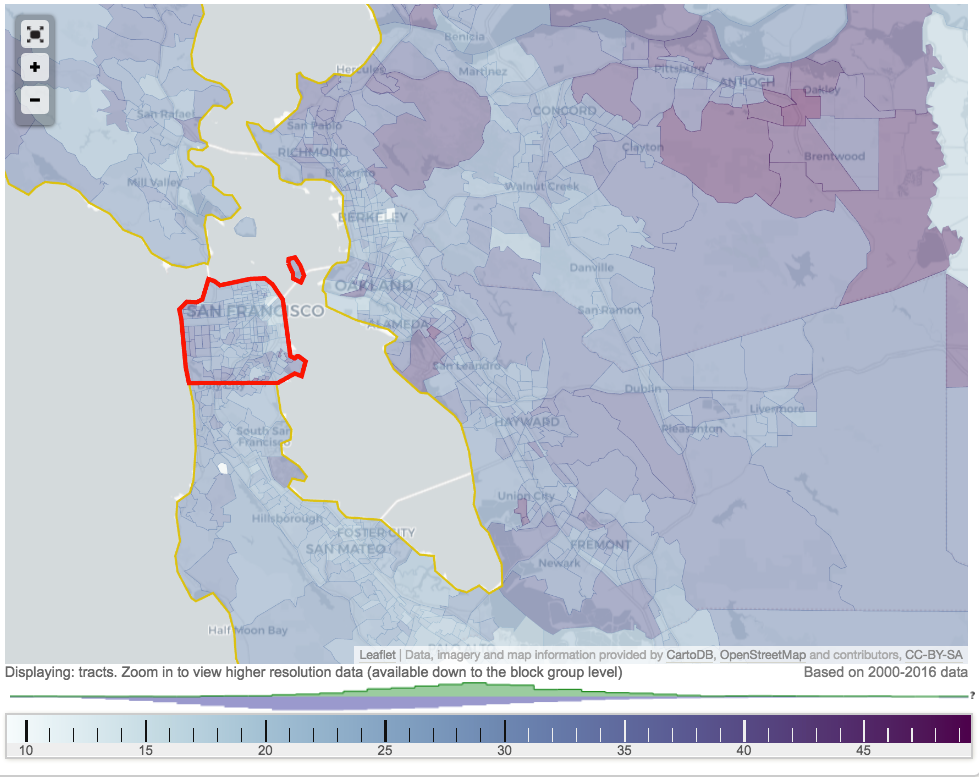 Benicia
Hercules
Martinez
Pittsburg
ANTIOCH
Oakley
San Rafael
San Pablo
CONCORD
RICHMOND
Clayton
Brentwood
El Cerrito
Mill Valley
Walnut Creek
BERKELEY
Danville
OAKLAND
SAN FRANCISCO
San Ramon
ALAMEDA
San Leandro
Daly City
Dublin
Livermore
HAYWARD
Pleasanton
South San
Francisco
Union City
Hillsborough
FOSTER CITY
SAN MATEO
FREMONT
Newark
Half Moon Bay
+
-
Leaflet | Data, imagery and map information provided by CartoDB, OpenStreetMap and contributors, CC-BY-SA
Displaying: tracts. Zoom in to view higher resolution data (available down to the block group level)
Based on 2000-2016 data
?
10 15 20 25 30 35 40 45